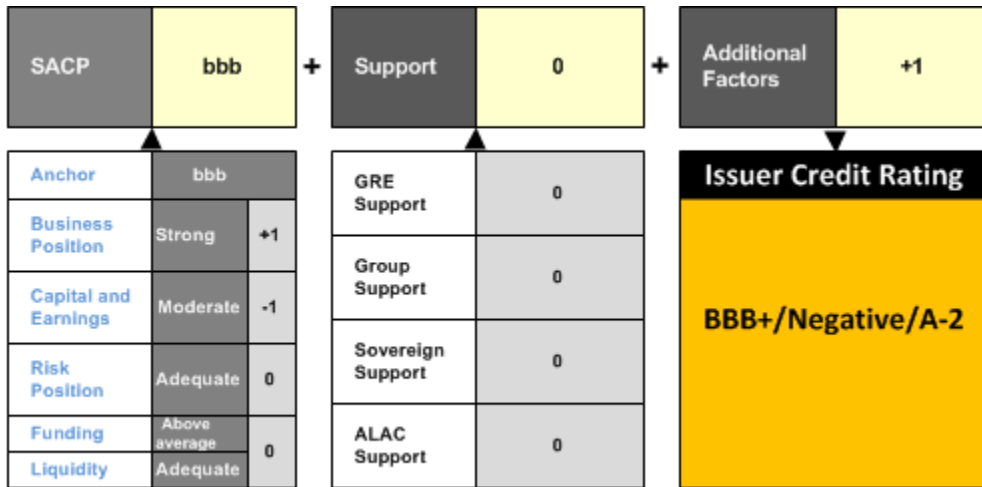 SACP
bbb
+
Support
0
+
Additional
Factors
+1
Anchor
bbb
Business
Position
Strong
+1
Capital and
Earnings
Moderate
-1
Risk
Position
Adequate
0
Funding
Above
average
Liquidity
Adequate
0
GRE
Support
0
Group
Support
0
Sovereign
Support
0
ALAC
Support
0
Issuer Credit Rating
BBB+/Negative/A-2